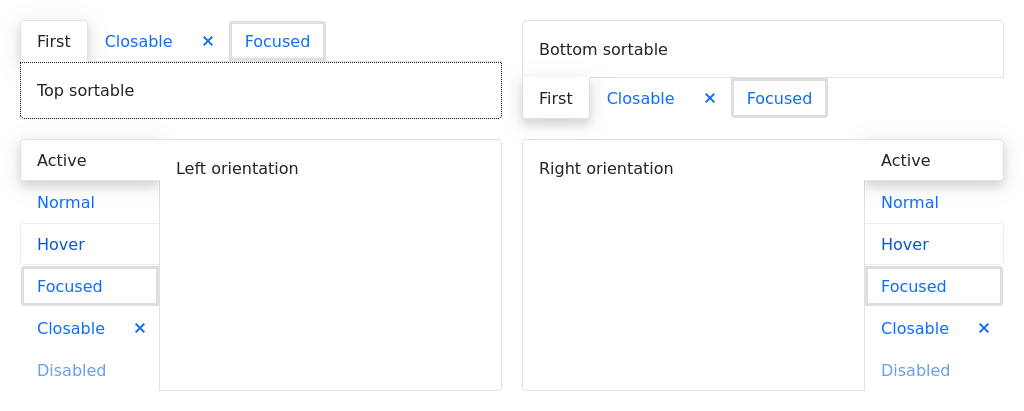 First Closable × Focused
Top sortable
Bottom sortable
First Closable × Focused
Active
Normal
Hover
Focused
Closable ×
Disabled
Left orientation
Right orientation
Active
Normal
Hover
Focused
Closable ×
Disabled